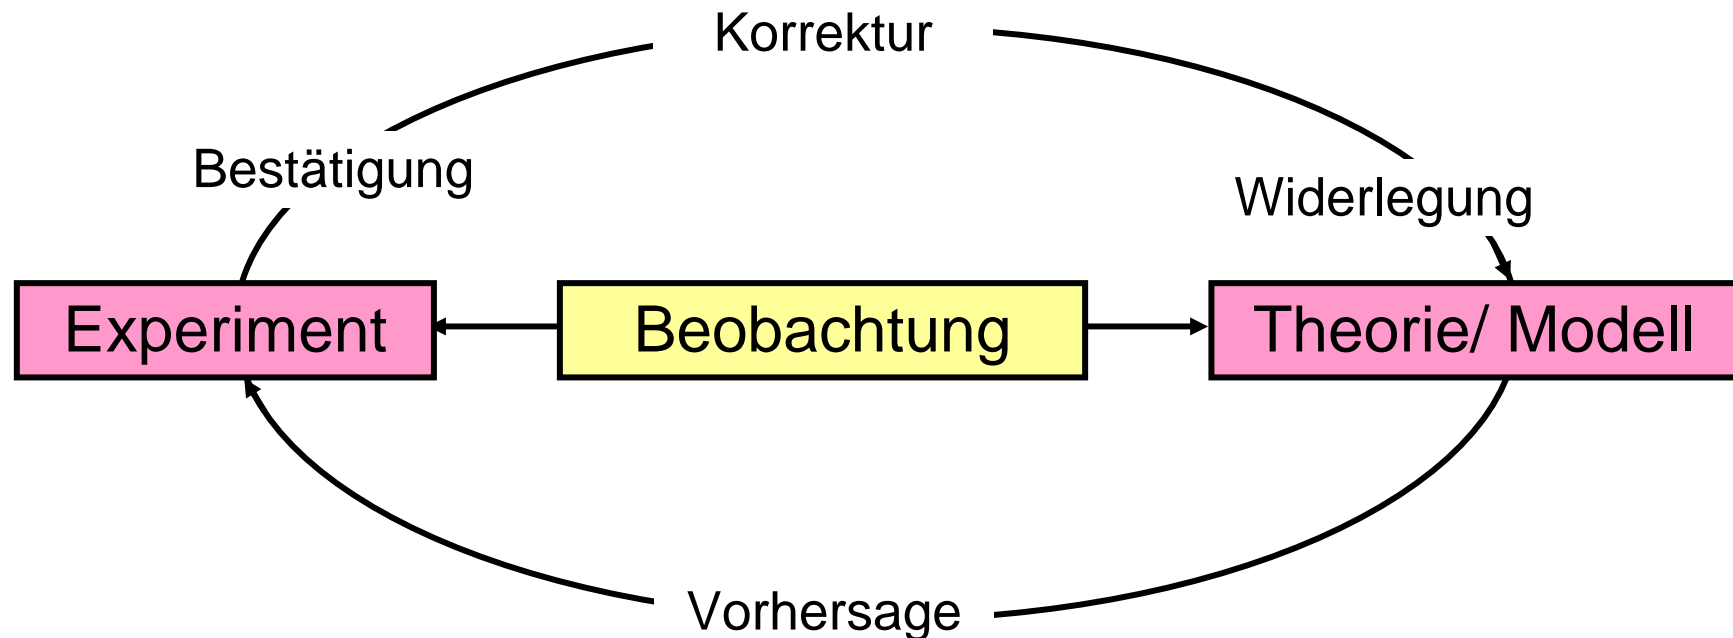 Korrektur
Bestätigung
Widerlegung
Experiment
Beobachtung
Theorie/ Modell
Vorhersage